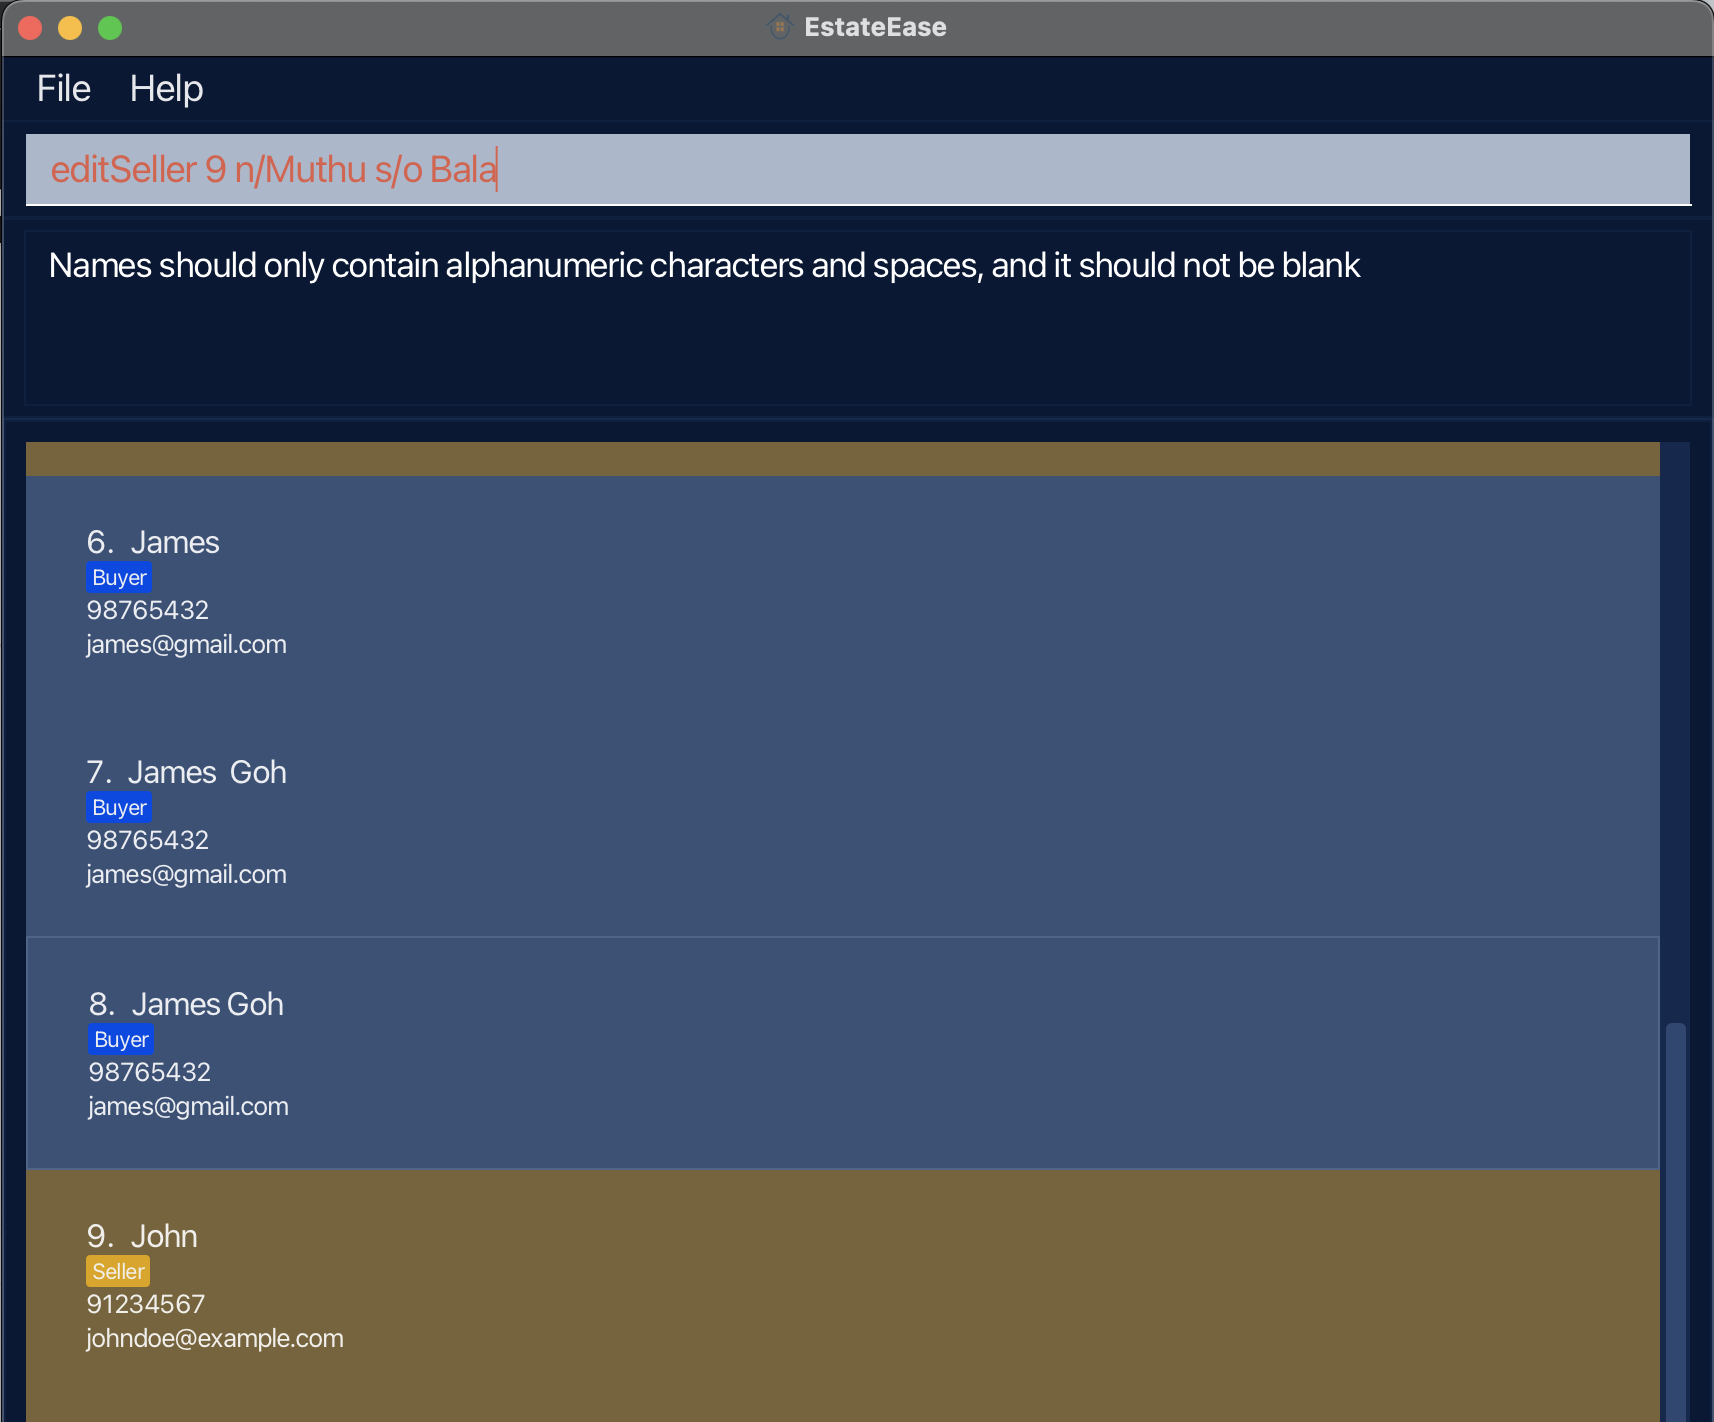 EstateEase
File Help
editSeller 9 n/Muthu s/o Bala
Names should only contain alphanumeric characters and spaces, and it should not be blank
6. James
Buyer
98765432
james@gmail.com
7. James  Goh
Buyer
98765432
james@gmail.com
8. James Goh
Buyer
98765432
james@gmail.com
9. John
Seller
91234567
johndoe@example.com